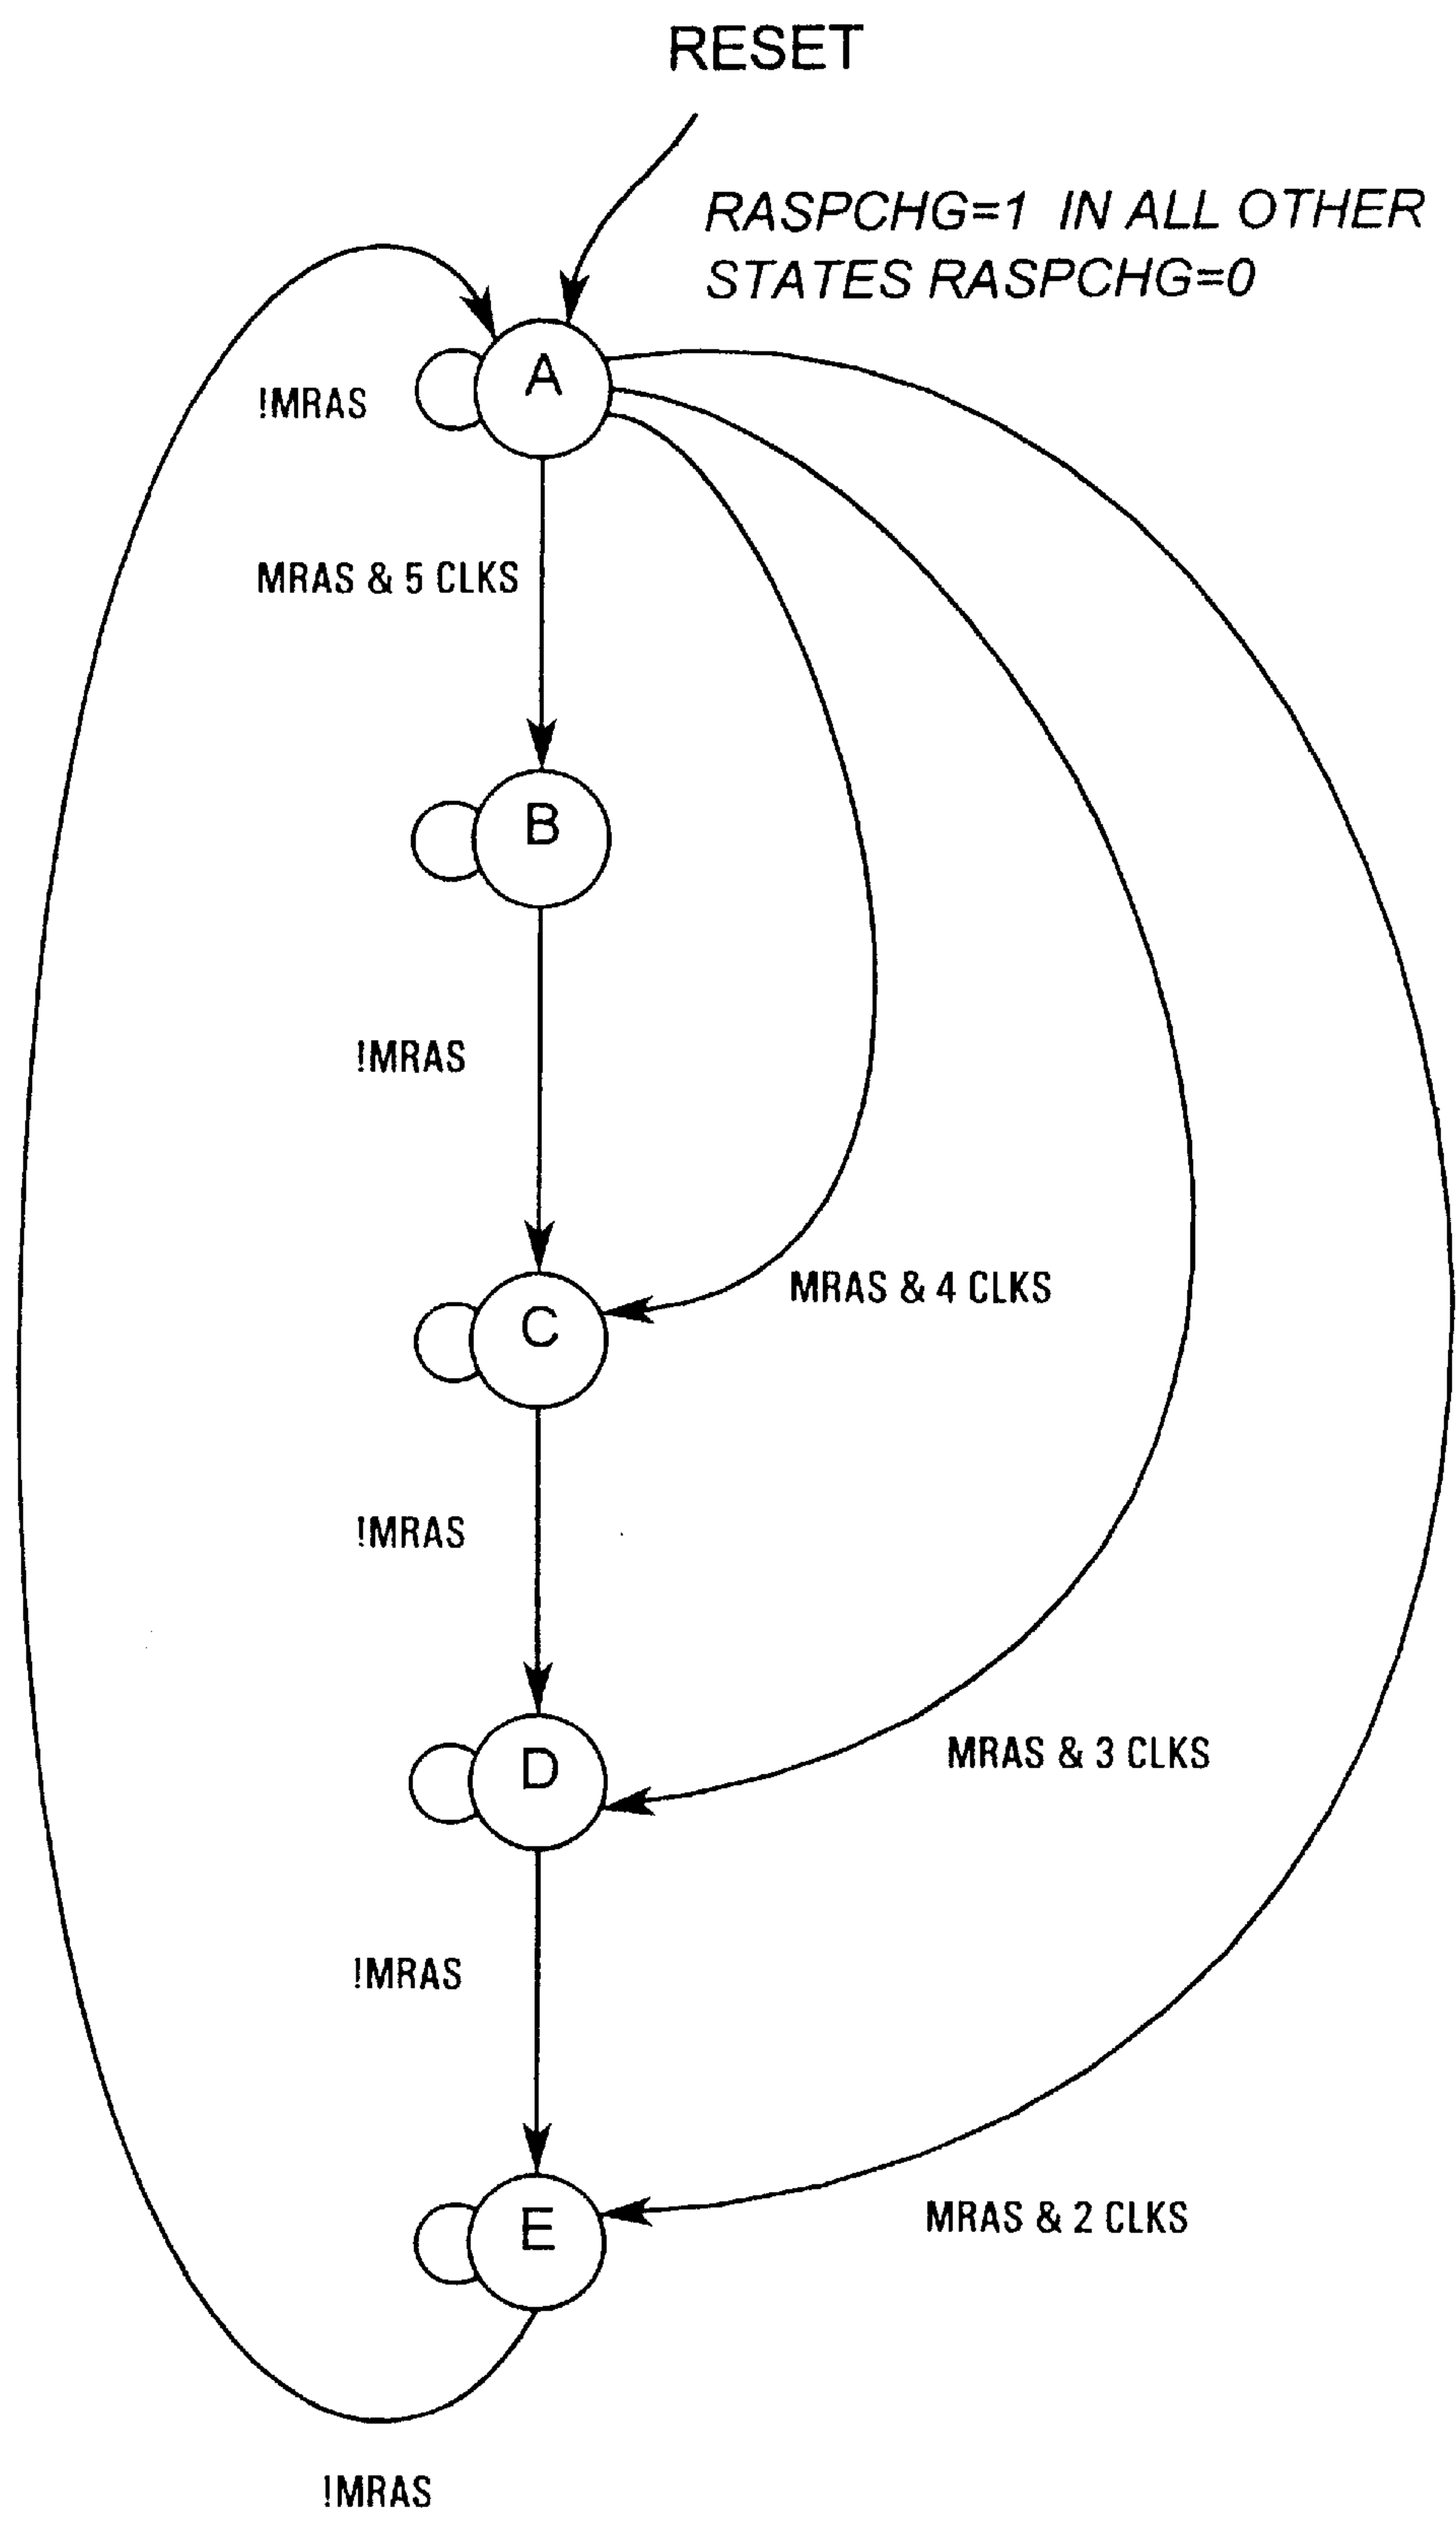 RESET
RASPCHG=1 IN ALL OTHER
STATES RASPCHG=0
A
!MRAS
MRAS & 5 CLKS
B
!MRAS
MRAS & 4 CLKS
C
!MRAS
MRAS & 3 CLKS
D
!MRAS
MRAS & 2 CLKS
E
!MRAS